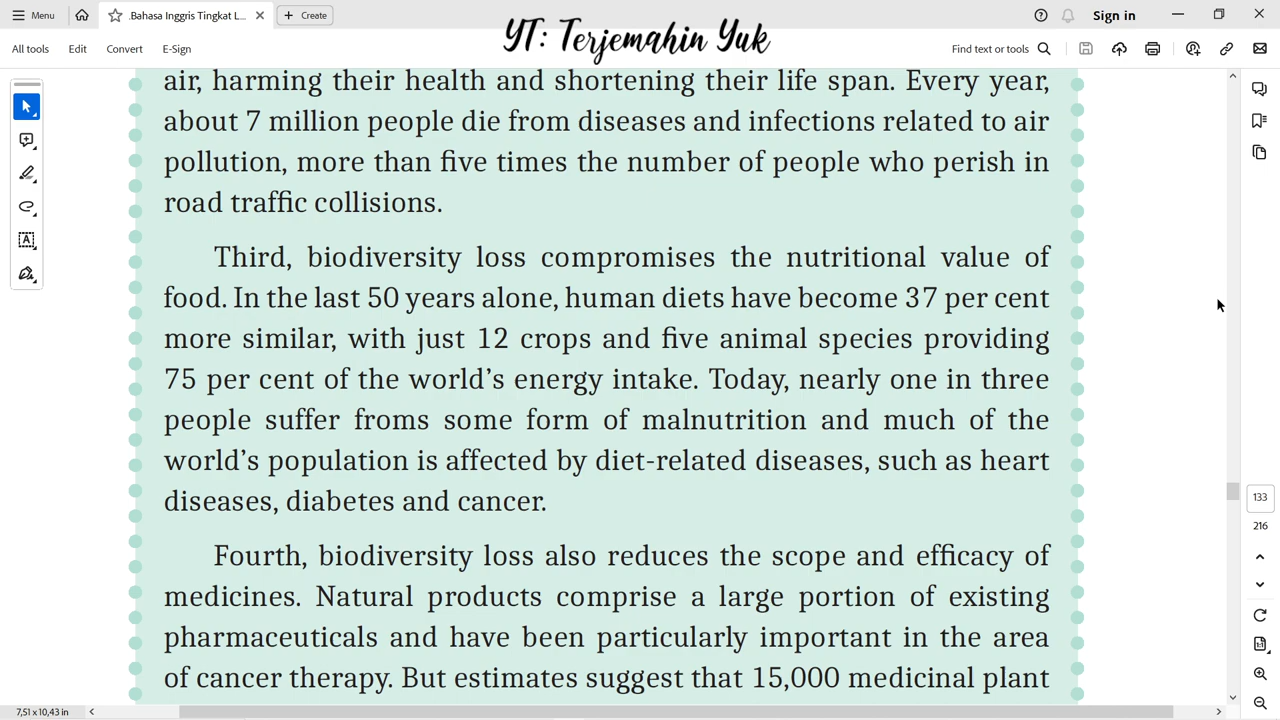 Menu
.Bahasa Inggris Tingkat L...
Create
YT: Terjemahin Yuk
Sign in
All tools
Edit
Convert
E-Sign
Find text or tools
air, harming their health and shortening their life span. Every year,
about 7 million people die from diseases and infections related to air
pollution, more than five times the number of people who perish in
road traffic collisions.
Third, biodiversity loss compromises the nutritional value of
food. In the last 50 years alone, human diets have become 37 per cent
more similar, with just 12 crops and five animal species providing
75 per cent of the world’s energy intake. Today, nearly one in three
people suffer froms some form of malnutrition and much of the
world’s population is affected by diet-related diseases, such as heart
diseases, diabetes and cancer.
Fourth, biodiversity loss also reduces the scope and efficacy of
medicines. Natural products comprise a large portion of existing
pharmaceuticals and have been particularly important in the area
of cancer therapy. But estimates suggest that 15,000 medicinal plant
133
216
7,51 x 10,43 in